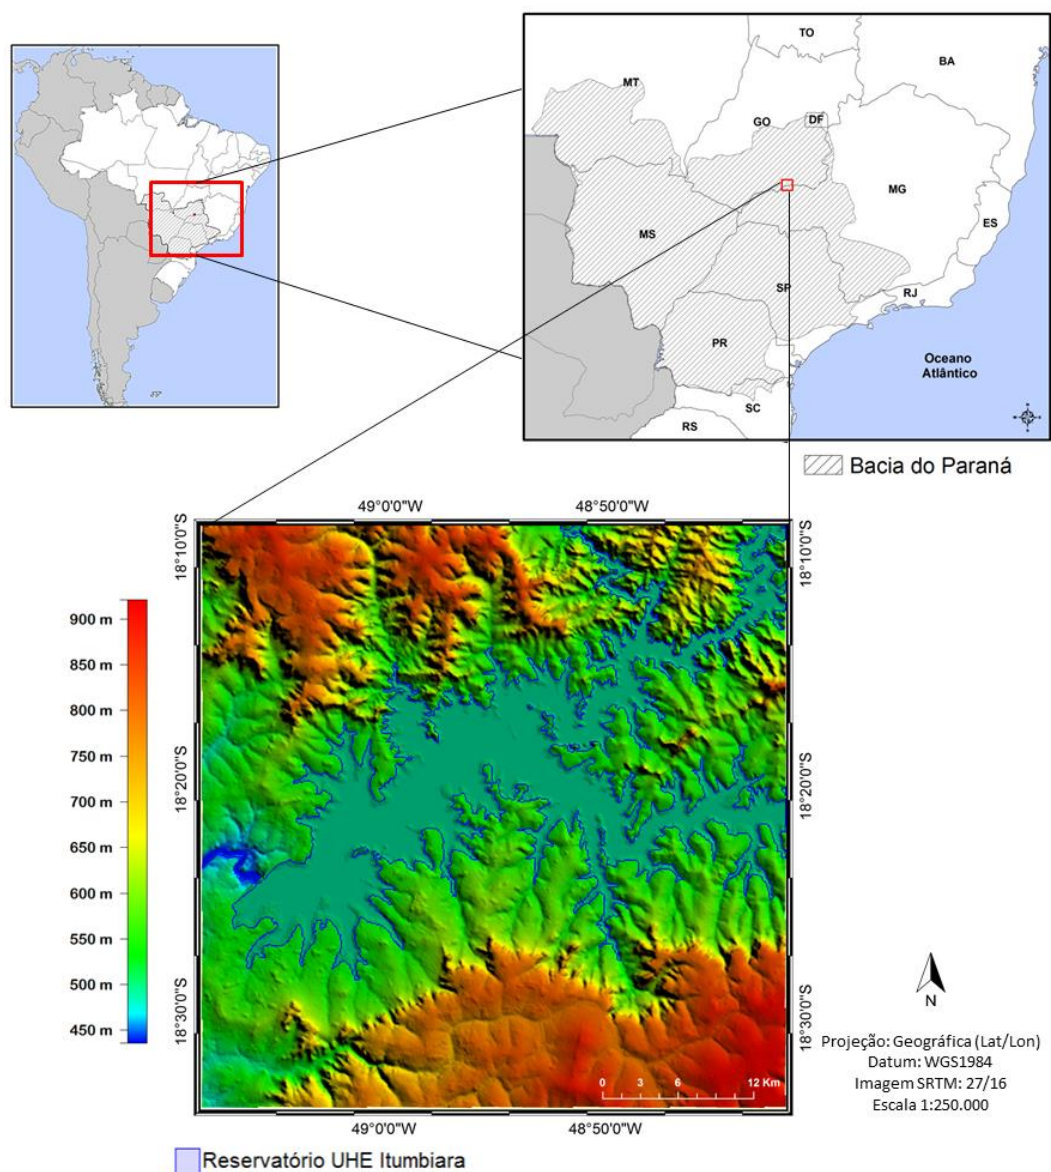 TO
BA
MT
GO
DF
MG
ES
MS
SP
RJ
PR
Oceano
Atlântico
SC
RS
Bacia do Paraná
49°0'0"W
48°50'0"W
18°10'0"S
18°10'0"S
900 m
850 m
800 m
750 m
700 m
650 m
600 m
550 m
500 m
450 m
18°20'0"S
18°20'0"S
18°30'0"S
18°30'0"S
0 3 6 12 Km
N
Projeção: Geográfica (Lat/Lon)
Datum: WGS1984
Imagem SRTM: 27/16
Escala 1:250.000
49°0'0"W
48°50'0"W
Reservatório UHE Itumbiara